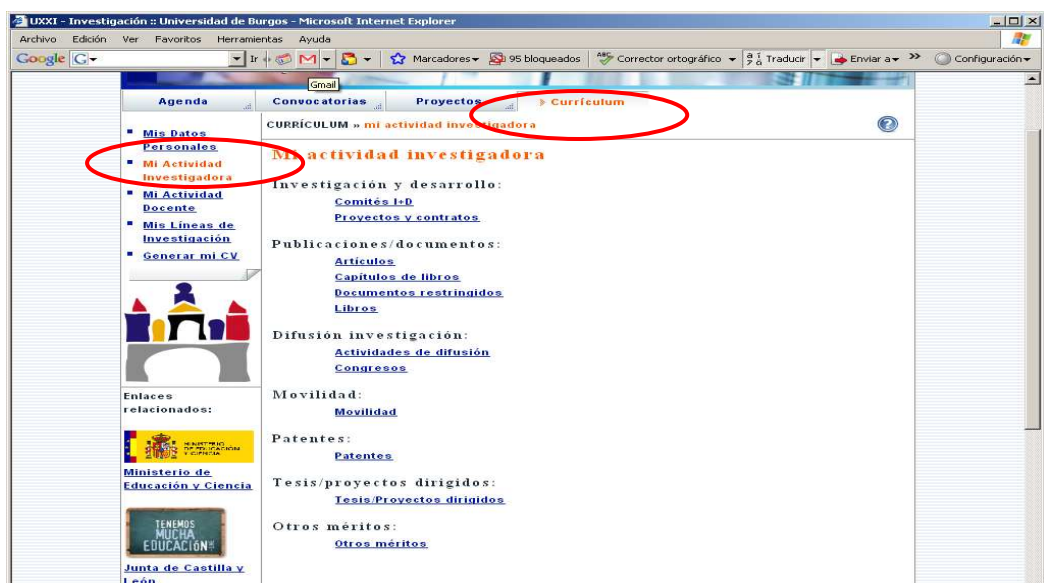 UXXI - Investigación :: Universidad de Burgos - Microsoft Internet Explorer
Archivo Edición Ver Favoritos Herramientas Ayuda
Google G Ir Marcadores 95 bloqueados ABC Corrector ortográfico Traducir Enviar a » Configuración
Gmail
Agenda Convocatorias Proyectos Currículum
CURRÍCULUM » mi actividad investigadora
Mis Datos
Personales
Mi Actividad
Investigadora
Mi Actividad
Docente
Mis Líneas de
Investigación
Generar mi CV
Enlaces
relacionados:
MINISTERIO
DE EDUCACIÓN
Y CIENCIA
Ministerio de
Educación y Ciencia
TENEMOS
MUCHA
EDUCACIÓN
Junta de Castilla y
León
Mi actividad investigadora
Investigación y desarrollo:
Comités I+D
Proyectos y contratos
Publicaciones/documentos:
Artículos
Capítulos de libros
Documentos restringidos
Libros
Difusión investigación:
Actividades de difusión
Congresos
Movilidad:
Movilidad
Patentes:
Patentes
Tesis/proyectos dirigidos:
Tesis/Proyectos dirigidos
Otros méritos:
Otros méritos